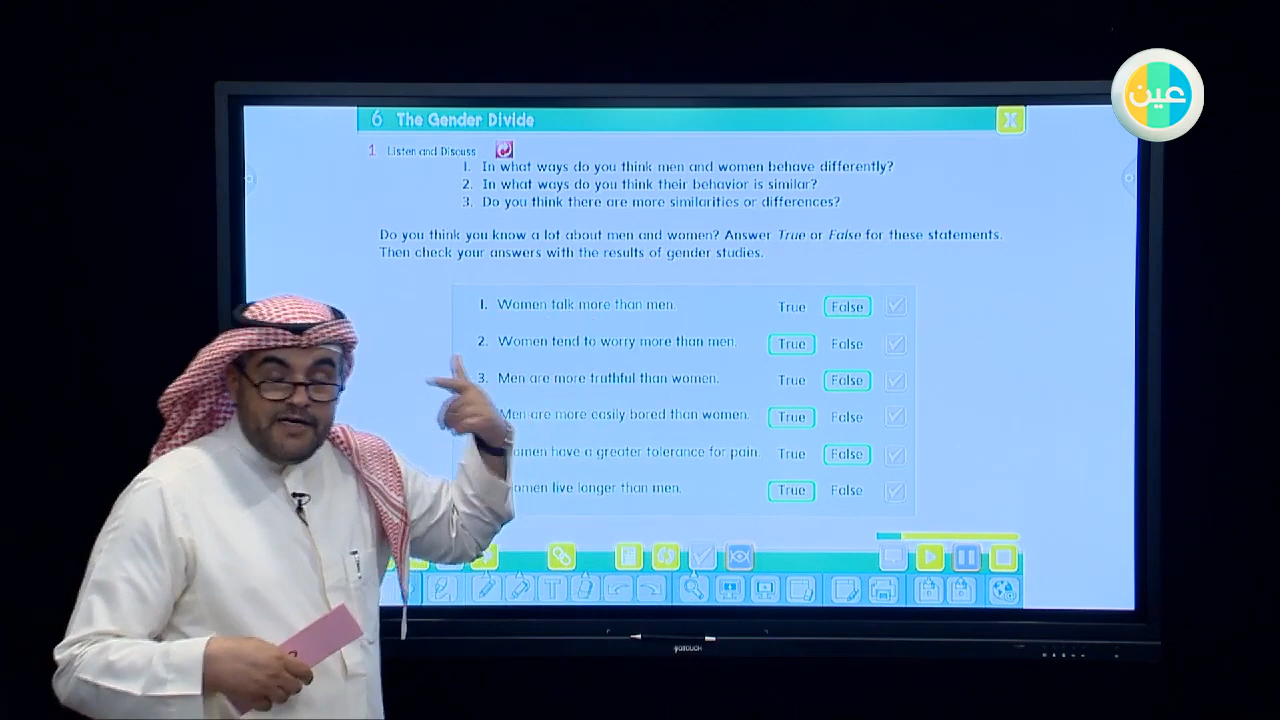 عين
6 The Gender Divide X
1 Listen and Discuss
1. In what ways do you think men and women behave differently?
2. In what ways do you think their behavior is similar?
3. Do you think there are more similarities or differences?
Do you think you know a lot about men and women? Answer True or False for these statements.
Then check your answers with the results of gender studies.
1. Women talk more than men. True False
2. Women tend to worry more than men. True False
3. Men are more truthful than women. True False
Men are more easily bored than women. True False
omen have a greater tolerance for pain. True False
omen live longer than men. True False